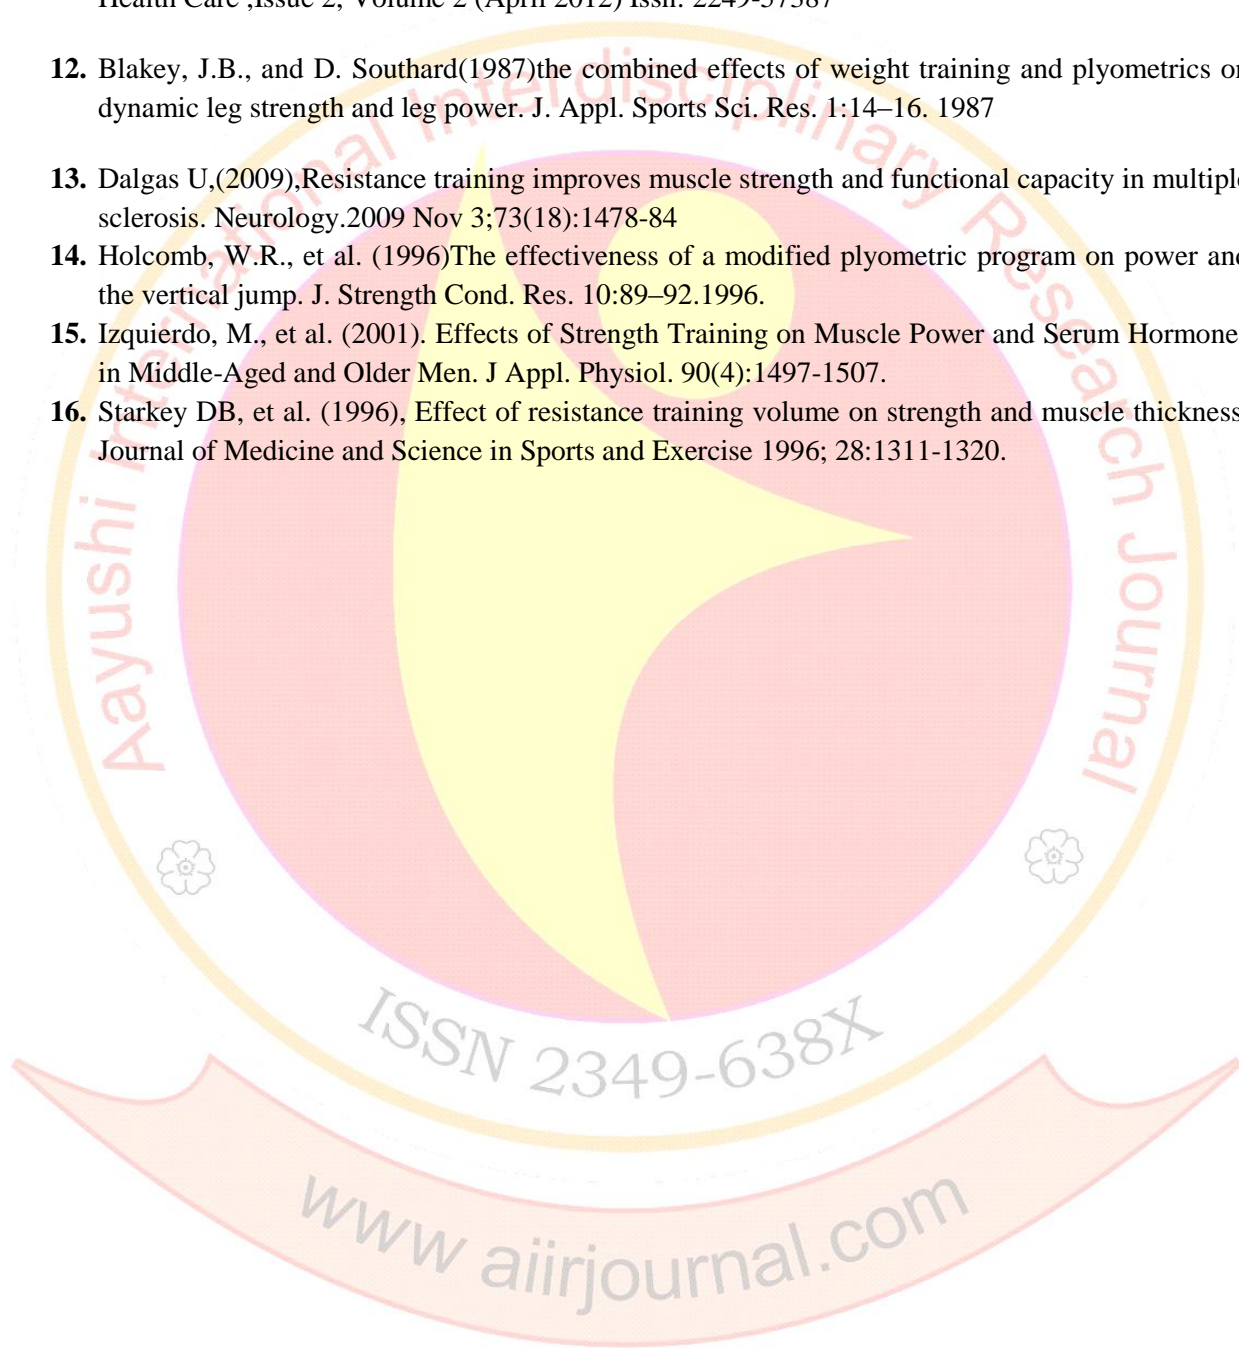 Health Care ,Issue 2, Volume 2 (April 2012) Issn: 2249-57387
12. Blakey, J.B., and D. Southard(1987)the combined effects of weight training and plyometrics or
dynamic leg strength and leg power. J. Appl. Sports Sci. Res. 1:14–16. 1987
13. Dalgas U,(2009),Resistance training improves muscle strength and functional capacity in multiple
sclerosis. Neurology.2009 Nov 3;73(18):1478-84
14. Holcomb, W.R., et al. (1996)The effectiveness of a modified plyometric program on power and
the vertical jump. J. Strength Cond. Res. 10:89–92.1996.
15. Izquierdo, M., et al. (2001). Effects of Strength Training on Muscle Power and Serum Hormone
in Middle-Aged and Older Men. J Appl. Physiol. 90(4):1497-1507.
16. Starkey DB, et al. (1996), Effect of resistance training volume on strength and muscle thickness
Journal of Medicine and Science in Sports and Exercise 1996; 28:1311-1320.
Aayushi International Interdisciplinary Research Journal
ISSN 2349-638X
www aiirjournal.com